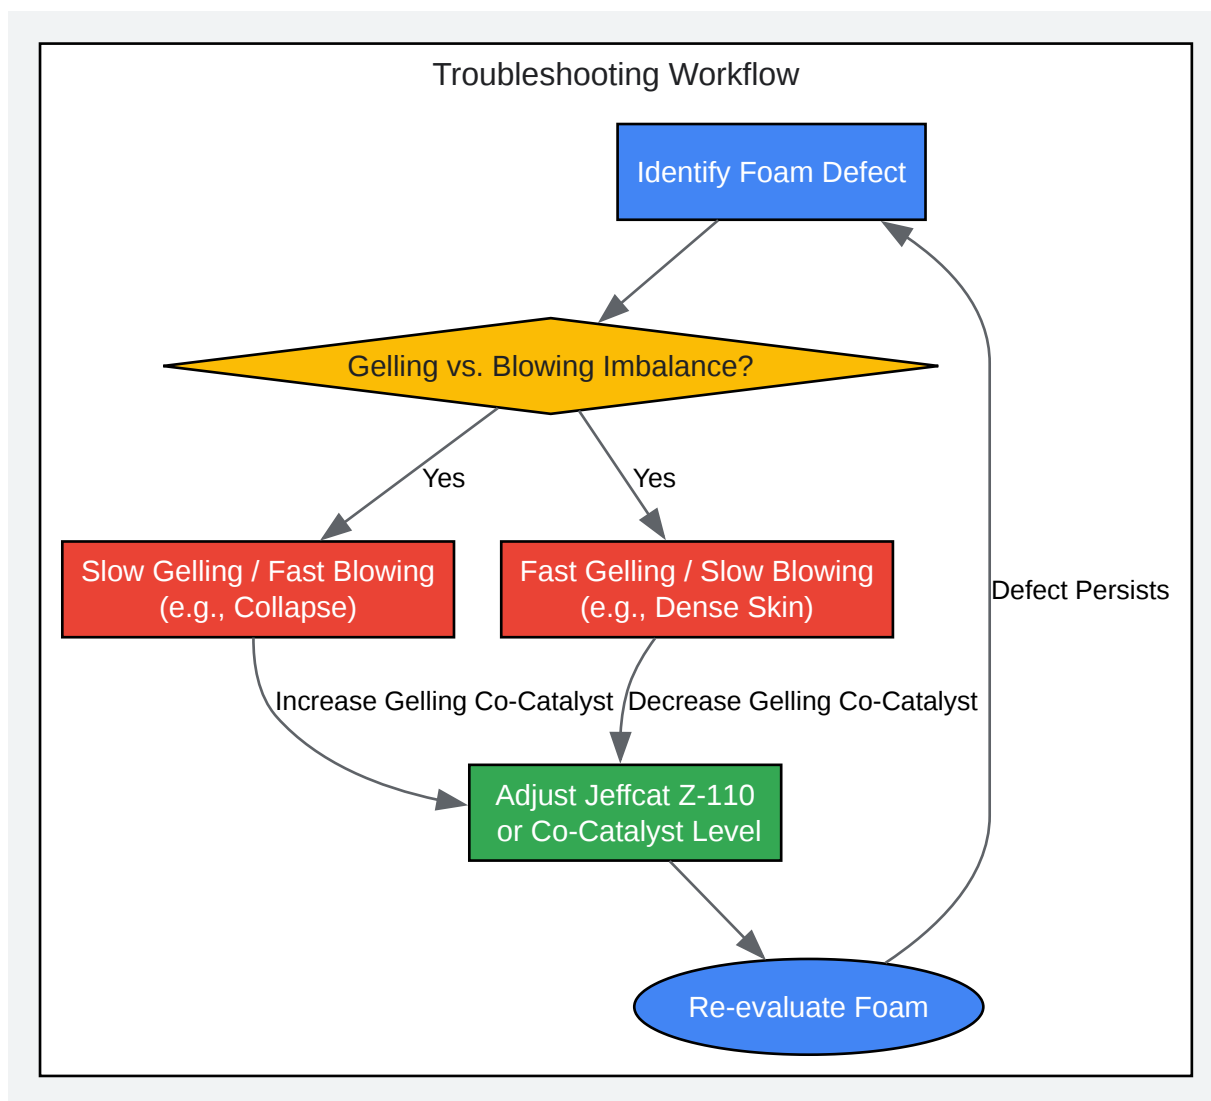 Troubleshooting Workflow
Identify Foam Defect
Gelling vs. Blowing Imbalance?
Yes
Yes
Slow Gelling / Fast Blowing
(e.g., Collapse)
Fast Gelling / Slow Blowing
(e.g., Dense Skin)
Defect Persists
Increase Gelling Co-Catalyst
Decrease Gelling Co-Catalyst
Adjust Jeffcat Z-110
or Co-Catalyst Level
Re-evaluate Foam